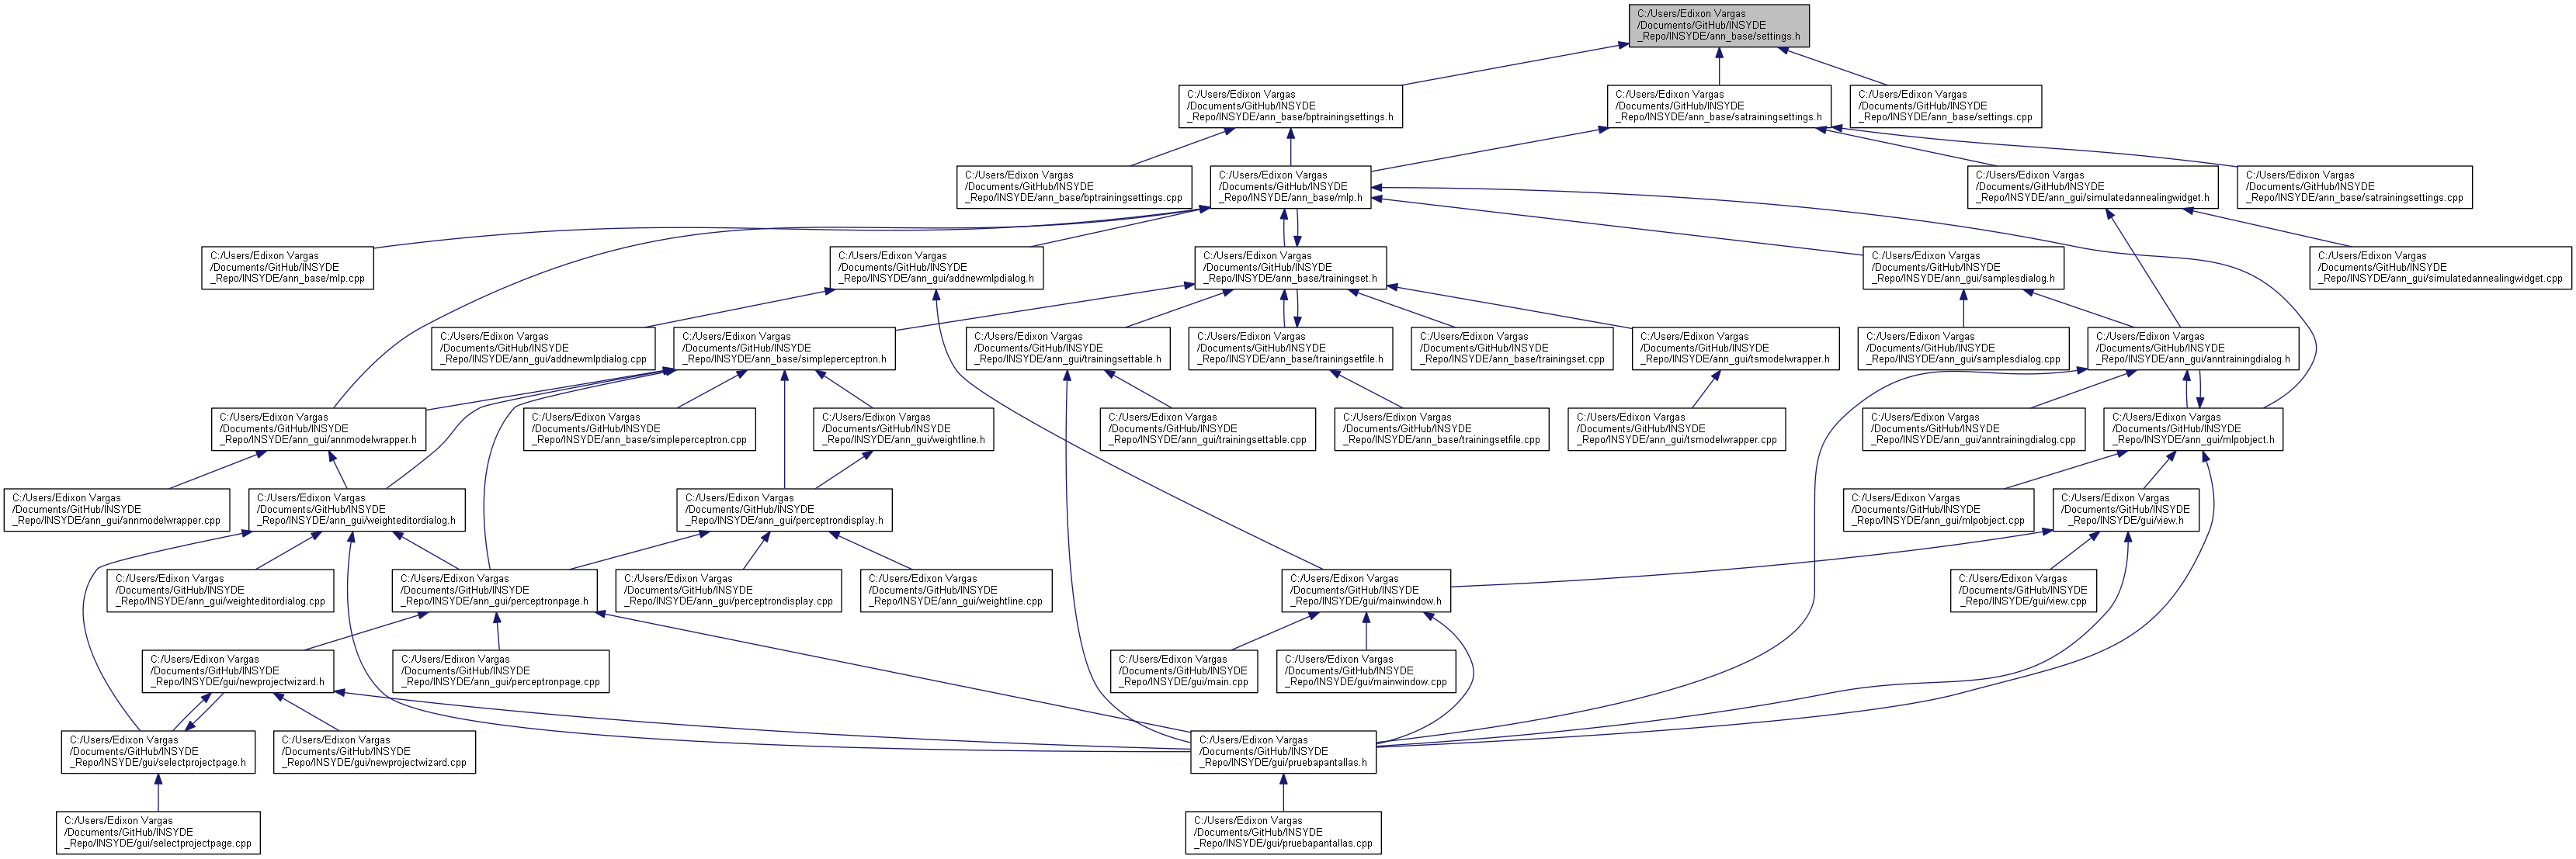 C:/Users/Edixon Vargas
/Documents/GitHub/INSYDE
_Repo/INSYDE/ann_base/settings.h
C:/Users/Edixon Vargas
/Documents/GitHub/INSYDE
_Repo/INSYDE/ann_base/bptrainingsettings.h
C:/Users/Edixon Vargas
/Documents/GitHub/INSYDE
_Repo/INSYDE/ann_base/satrainingsettings.h
C:/Users/Edixon Vargas
/Documents/GitHub/INSYDE
_Repo/INSYDE/ann_base/settings.cpp
C:/Users/Edixon Vargas
/Documents/GitHub/INSYDE
_Repo/INSYDE/ann_base/bptrainingsettings.cpp
C:/Users/Edixon Vargas
/Documents/GitHub/INSYDE
_Repo/INSYDE/ann_base/mlp.h
C:/Users/Edixon Vargas
/Documents/GitHub/INSYDE
_Repo/INSYDE/ann_gui/simulatedannealingwidget.h
C:/Users/Edixon Vargas
/Documents/GitHub/INSYDE
_Repo/INSYDE/ann_base/satrainingsettings.cpp
C:/Users/Edixon Vargas
/Documents/GitHub/INSYDE
_Repo/INSYDE/ann_base/mlp.cpp
C:/Users/Edixon Vargas
/Documents/GitHub/INSYDE
_Repo/INSYDE/ann_gui/addnewmlpdialog.h
C:/Users/Edixon Vargas
/Documents/GitHub/INSYDE
_Repo/INSYDE/ann_base/trainingset.h
C:/Users/Edixon Vargas
/Documents/GitHub/INSYDE
_Repo/INSYDE/ann_gui/samplesdialog.h
C:/Users/Edixon Vargas
/Documents/GitHub/INSYDE
_Repo/INSYDE/ann_gui/simulatedannealingwidget.cpp
C:/Users/Edixon Vargas
/Documents/GitHub/INSYDE
_Repo/INSYDE/ann_gui/addnewmlpdialog.cpp
C:/Users/Edixon Vargas
/Documents/GitHub/INSYDE
_Repo/INSYDE/ann_base/simpleperceptron.h
C:/Users/Edixon Vargas
/Documents/GitHub/INSYDE
_Repo/INSYDE/ann_gui/trainingsettable.h
C:/Users/Edixon Vargas
/Documents/GitHub/INSYDE
_Repo/INSYDE/ann_base/trainingsetfile.h
C:/Users/Edixon Vargas
/Documents/GitHub/INSYDE
_Repo/INSYDE/ann_base/trainingset.cpp
C:/Users/Edixon Vargas
/Documents/GitHub/INSYDE
_Repo/INSYDE/ann_gui/tsmodelwrapper.h
C:/Users/Edixon Vargas
/Documents/GitHub/INSYDE
_Repo/INSYDE/ann_gui/samplesdialog.cpp
C:/Users/Edixon Vargas
/Documents/GitHub/INSYDE
_Repo/INSYDE/ann_gui/anntrainingdialog.h
C:/Users/Edixon Vargas
/Documents/GitHub/INSYDE
_Repo/INSYDE/ann_gui/annmodelwrapper.h
C:/Users/Edixon Vargas
/Documents/GitHub/INSYDE
_Repo/INSYDE/ann_base/simpleperceptron.cpp
C:/Users/Edixon Vargas
/Documents/GitHub/INSYDE
_Repo/INSYDE/ann_gui/weightline.h
C:/Users/Edixon Vargas
/Documents/GitHub/INSYDE
_Repo/INSYDE/ann_gui/trainingsettable.cpp
C:/Users/Edixon Vargas
/Documents/GitHub/INSYDE
_Repo/INSYDE/ann_base/trainingsetfile.cpp
C:/Users/Edixon Vargas
/Documents/GitHub/INSYDE
_Repo/INSYDE/ann_gui/tsmodelwrapper.cpp
C:/Users/Edixon Vargas
/Documents/GitHub/INSYDE
_Repo/INSYDE/ann_gui/anntrainingdialog.cpp
C:/Users/Edixon Vargas
/Documents/GitHub/INSYDE
_Repo/INSYDE/ann_gui/mlpobject.h
C:/Users/Edixon Vargas
/Documents/GitHub/INSYDE
_Repo/INSYDE/ann_gui/annmodelwrapper.cpp
C:/Users/Edixon Vargas
/Documents/GitHub/INSYDE
_Repo/INSYDE/ann_gui/weighteditordialog.h
C:/Users/Edixon Vargas
/Documents/GitHub/INSYDE
_Repo/INSYDE/ann_gui/perceptrondisplay.h
C:/Users/Edixon Vargas
/Documents/GitHub/INSYDE
_Repo/INSYDE/ann_gui/mlpobject.cpp
C:/Users/Edixon Vargas
/Documents/GitHub/INSYDE
_Repo/INSYDE/gui/view.h
C:/Users/Edixon Vargas
/Documents/GitHub/INSYDE
_Repo/INSYDE/ann_gui/weighteditordialog.cpp
C:/Users/Edixon Vargas
/Documents/GitHub/INSYDE
_Repo/INSYDE/ann_gui/perceptronpage.h
C:/Users/Edixon Vargas
/Documents/GitHub/INSYDE
_Repo/INSYDE/ann_gui/perceptrondisplay.cpp
C:/Users/Edixon Vargas
/Documents/GitHub/INSYDE
_Repo/INSYDE/ann_gui/weightline.cpp
C:/Users/Edixon Vargas
/Documents/GitHub/INSYDE
_Repo/INSYDE/gui/mainwindow.h
C:/Users/Edixon Vargas
/Documents/GitHub/INSYDE
_Repo/INSYDE/gui/view.cpp
C:/Users/Edixon Vargas
/Documents/GitHub/INSYDE
_Repo/INSYDE/gui/newprojectwizard.h
C:/Users/Edixon Vargas
/Documents/GitHub/INSYDE
_Repo/INSYDE/ann_gui/perceptronpage.cpp
C:/Users/Edixon Vargas
/Documents/GitHub/INSYDE
_Repo/INSYDE/gui/main.cpp
C:/Users/Edixon Vargas
/Documents/GitHub/INSYDE
_Repo/INSYDE/gui/mainwindow.cpp
C:/Users/Edixon Vargas
/Documents/GitHub/INSYDE
_Repo/INSYDE/gui/selectprojectpage.h
C:/Users/Edixon Vargas
/Documents/GitHub/INSYDE
_Repo/INSYDE/gui/newprojectwizard.cpp
C:/Users/Edixon Vargas
/Documents/GitHub/INSYDE
_Repo/INSYDE/gui/pruebapantallas.h
C:/Users/Edixon Vargas
/Documents/GitHub/INSYDE
_Repo/INSYDE/gui/selectprojectpage.cpp
C:/Users/Edixon Vargas
/Documents/GitHub/INSYDE
_Repo/INSYDE/gui/pruebapantallas.cpp